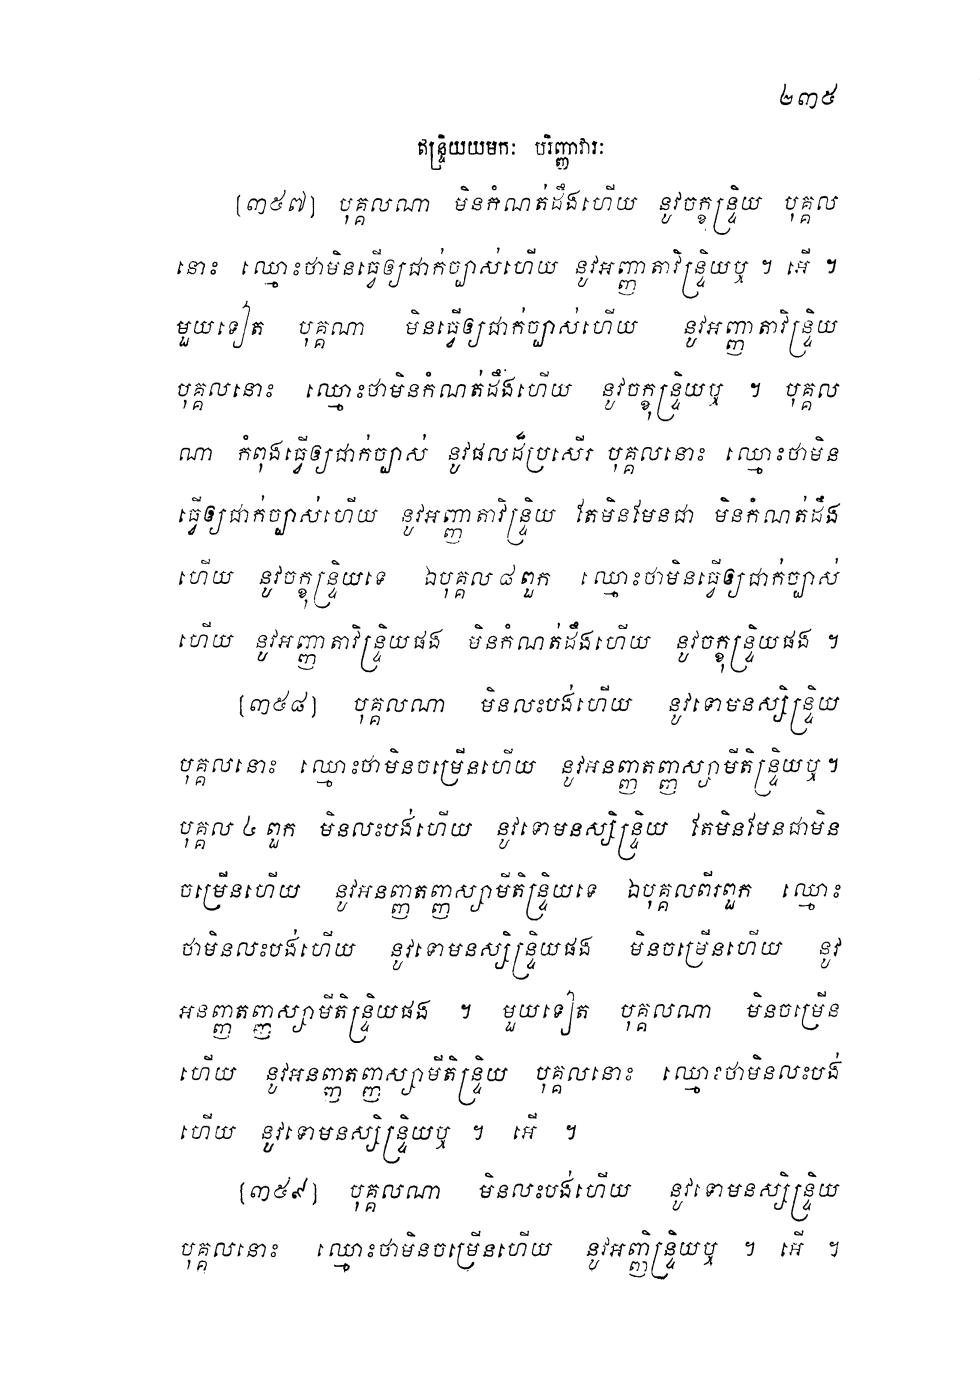 ២៣៥
ឥន្ទ្រិយយមកៈ បរិញ្ញាវារៈ
[៣៥៧] បុគ្គលណា មិនកំណត់ដឹងហើយ នូវចក្ខុន្ទ្រិយ បុគ្គល
នោះ ឈ្មោះថាមិនធ្វើឲ្យជាក់ច្បាស់ហើយ នូវអញ្ញាតាវិន្ទ្រិយឬ ។ អើ ។
មួយទៀត បុគ្គណា មិនធ្វើឲ្យជាក់ច្បាស់ហើយ នូវអញ្ញាតាវិន្ទ្រិយ
បុគ្គលនោះ ឈ្មោះថាមិនកំណត់ដឹងហើយ នូវចក្ខុន្ទ្រិយឬ ។ បុគ្គល
ណា កំពុងធ្វើឲ្យជាក់ច្បាស់ នូវផលដ៏ប្រសើរ បុគ្គលនោះ ឈ្មោះថាមិន
ធ្វើឲ្យជាក់ច្បាស់ហើយ នូវអញ្ញាតាវិន្ទ្រិយ តែមិនមែនជា មិនកំណត់ដឹង
ហើយ នូវចក្ខុន្ទ្រិយទេ ឯបុគ្គល ៨ ពួក ឈ្មោះថាមិនធ្វើឲ្យជាក់ច្បាស់
ហើយ នូវអញ្ញាតាវិន្ទ្រិយផង មិនកំណត់ដឹងហើយ នូវចក្ខុន្ទ្រិយផង ។
[៣៥៨] បុគ្គលណា មិនលះបង់ហើយ នូវទោមនស្សិន្ទ្រិយ
បុគ្គលនោះ ឈ្មោះថាមិនចម្រើនហើយ នូវអនញ្ញតញ្ញស្សាមីតិន្ទ្រិយឬ ។
បុគ្គល ៤ ពួក មិនលះបង់ហើយ នូវទោមនស្សិន្ទ្រិយ តែមិនមែនជាមិន
ចម្រើនហើយ នូវអនញ្ញតញ្ញស្សាមីតិន្ទ្រិយទេ ឯបុគ្គលពីរពួក ឈ្មោះ
ថាមិនលះបង់ហើយ នូវទោមនស្សិន្ទ្រិយផង មិនចម្រើនហើយ នូវ
អនញ្ញតញ្ញស្សាមីតិន្ទ្រិយផង ។ មួយទៀត បុគ្គលណា មិនចម្រើន
ហើយ នូវអនញ្ញតញ្ញស្សាមីតិន្ទ្រិយ បុគ្គលនោះ ឈ្មោះថាមិនលះបង់
ហើយ នូវទោមនស្សិន្ទ្រិយឬ ។ អើ ។
[៣៥៩] បុគ្គលណា មិនលះបង់ហើយ នូវទោមនស្សិន្ទ្រិយ
បុគ្គលនោះ ឈ្មោះថាមិនចម្រើនហើយ នូវអញ្ញិន្ទ្រិយឬ ។ អើ ។